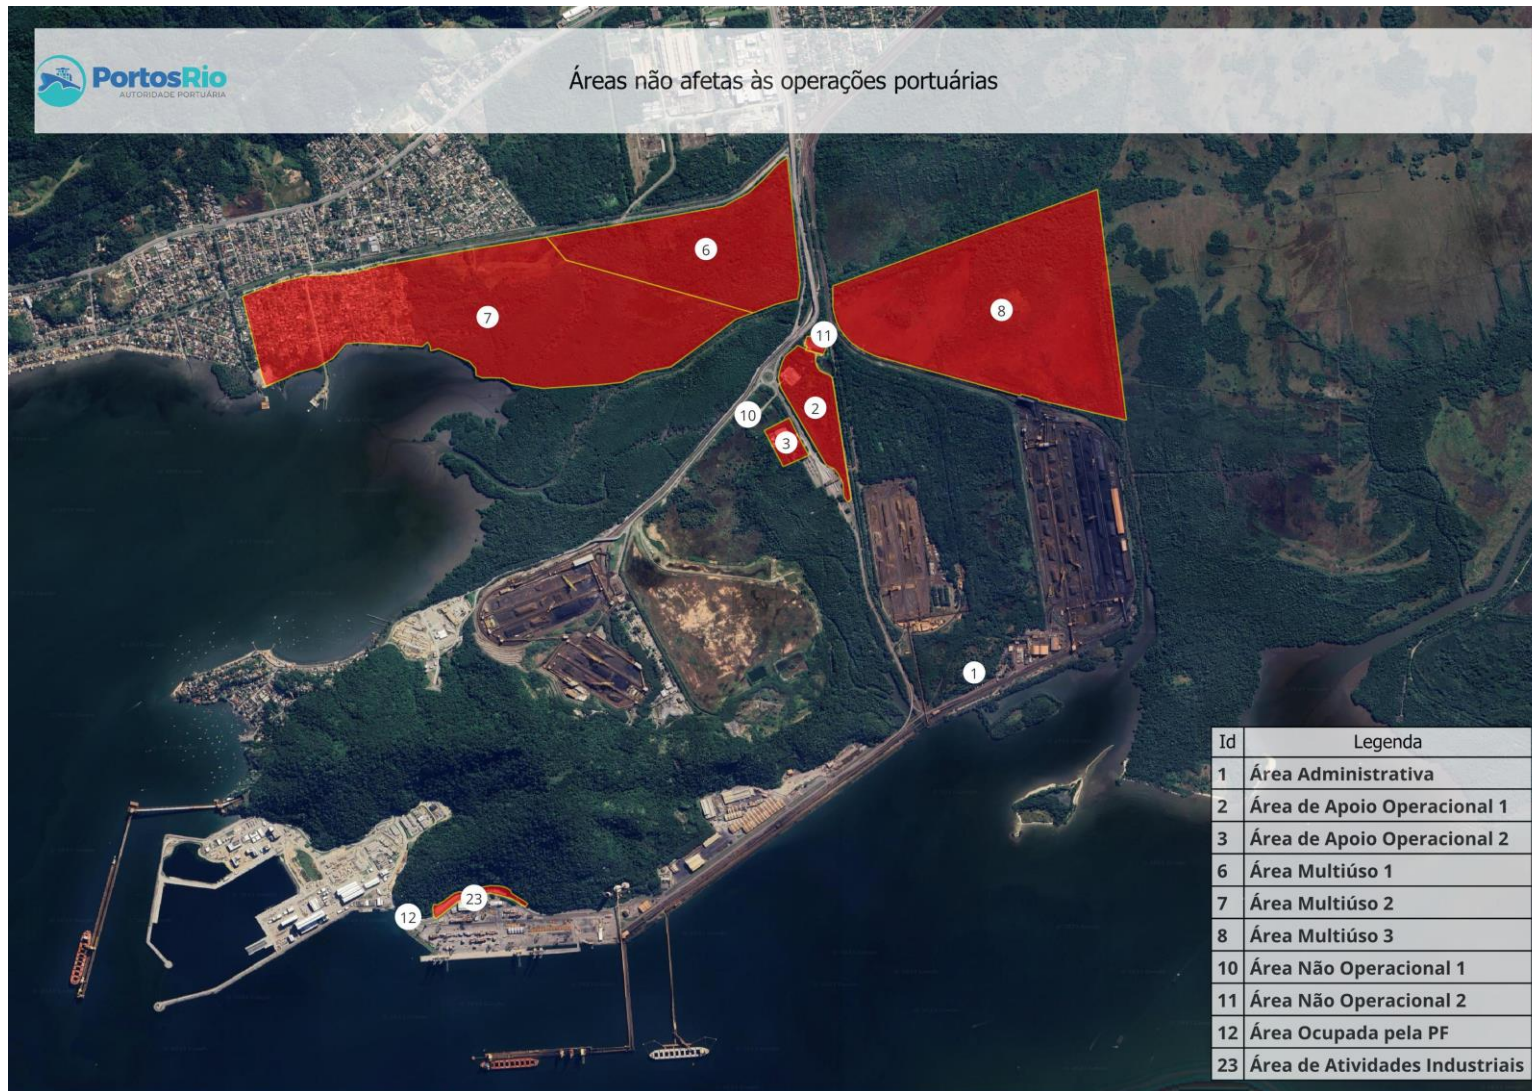 PortosRio
AUTORIDADE PORTUÁRIA
Áreas não afetas às operações portuárias
6
7
8
11
2
10
3
1
23
12
Id Legenda
1 Área Administrativa
2 Área de Apoio Operacional 1
3 Área de Apoio Operacional 2
6 Área Multiúso 1
7 Área Multiúso 2
8 Área Multiúso 3
10 Área Não Operacional 1
11 Área Não Operacional 2
12 Área Ocupada pela PF
23 Área de Atividades Industriais